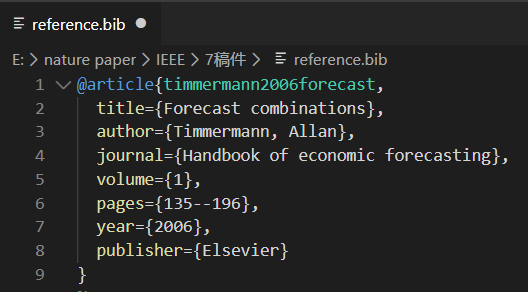 reference.bib
E: > nature paper > IEEE > 7稿件 > reference.bib
1 @article{timmermann2006forecast,
2 title={Forecast combinations},
3 author={Timmermann, Allan},
4 journal={Handbook of economic forecasting},
5 volume={1},
6 pages={135--196},
7 year={2006},
8 publisher={Elsevier}
9 }